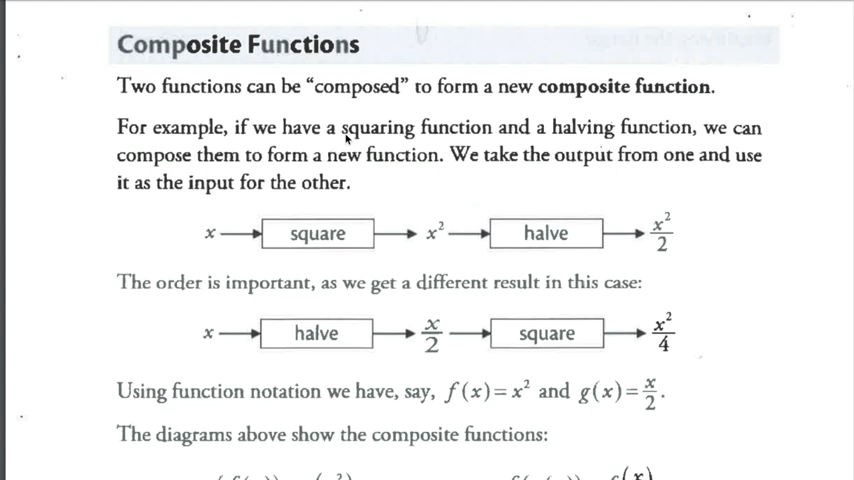 Composite Functions
Two functions can be "composed" to form a new composite function.
For example, if we have a squaring function and a halving function, we can
compose them to form a new function. We take the output from one and use
it as the input for the other.
x → square → x² → halve → x²/2
The order is important, as we get a different result in this case:
x → halve → x/2 → square → x²/4
Using function notation we have, say, f(x)=x² and g(x)=x/2.
The diagrams above show the composite functions: